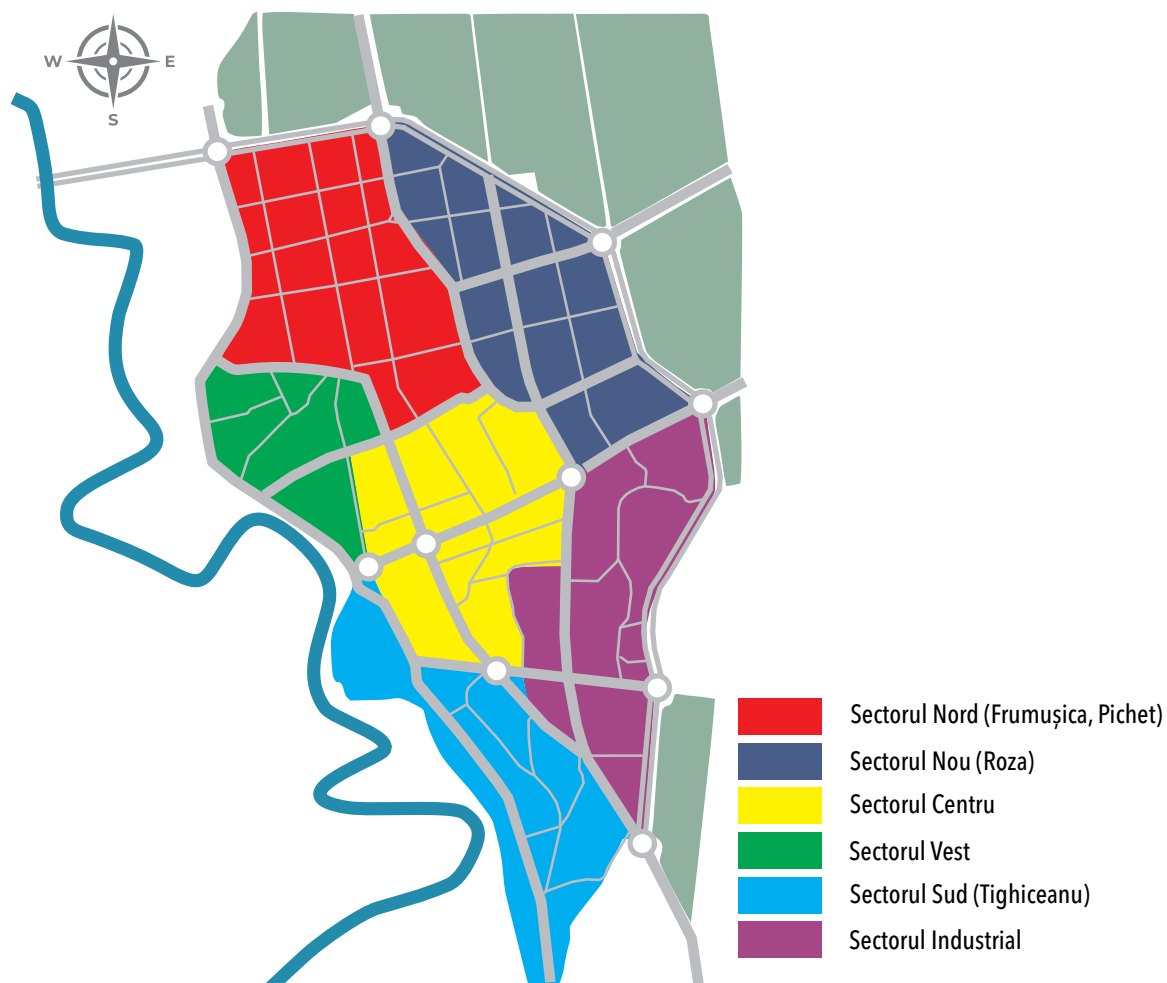 W
E
S
Sectorul Nord (Frumușica, Pichet)
Sectorul Nou (Roza)
Sectorul Centru
Sectorul Vest
Sectorul Sud (Tighiceanu)
Sectorul Industrial